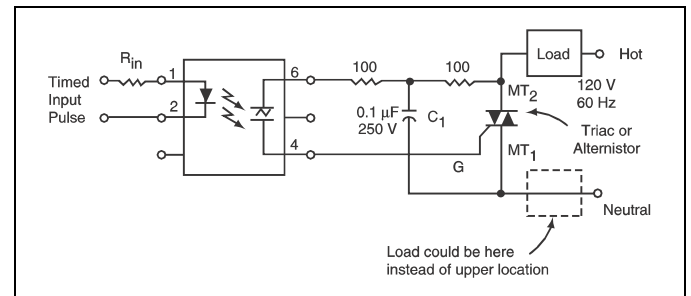 Rin
Timed
Input
Pulse
1
2
6
4
100
100
0.1 µF
250 V
C1
G
Load
Hot
MT2
120 V
60 Hz
Triac or
Alternistor
MT1
Neutral
Load could be here
instead of upper location